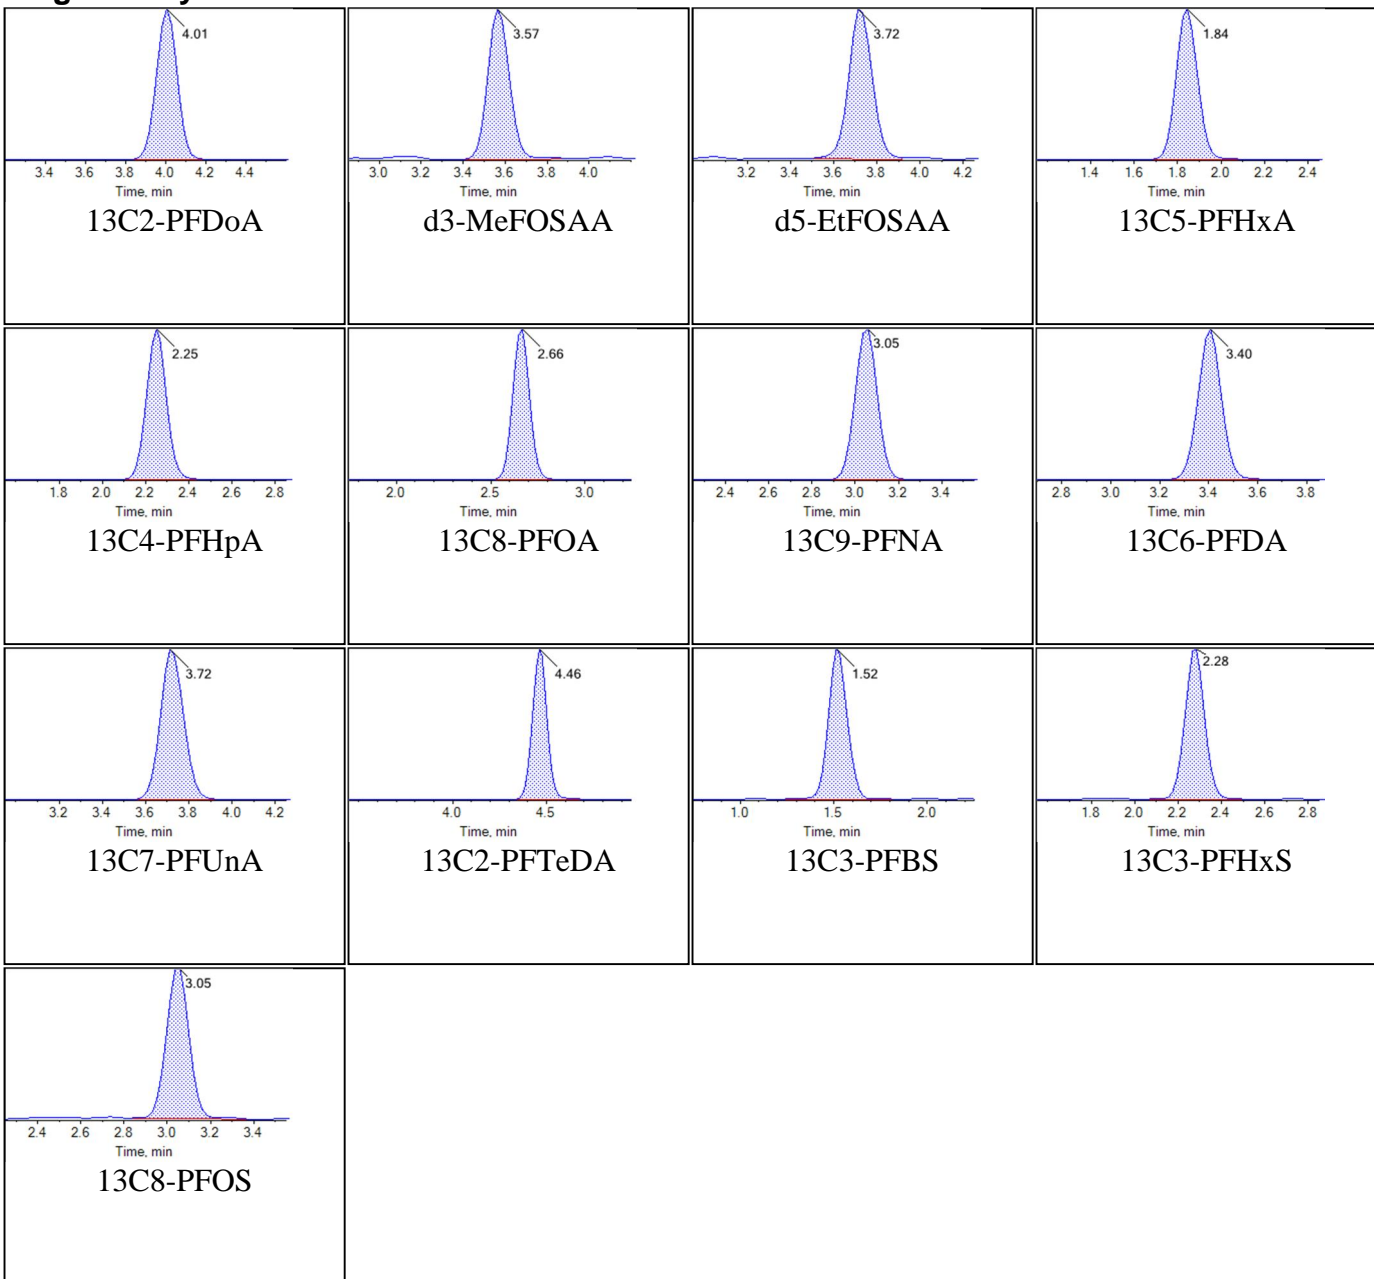 4.01
3.4 3.6 3.8 4.0 4.2 4.4
Time, min
13C2-PFDoA
3.57
3.0 3.2 3.4 3.6 3.8 4.0
Time, min
d3-MeFOSAA
3.72
3.2 3.4 3.6 3.8 4.0 4.2
Time, min
d5-EtFOSAA
1.84
1.4 1.6 1.8 2.0 2.2 2.4
Time, min
13C5-PFHxA
2.25
1.8 2.0 2.2 2.4 2.6 2.8
Time, min
13C4-PFHpA
2.66
2.0 2.5 3.0
Time, min
13C8-PFOA
3.05
2.4 2.6 2.8 3.0 3.2 3.4
Time, min
13C9-PFNA
3.40
2.8 3.0 3.2 3.4 3.6 3.8
Time, min
13C6-PFDA
3.72
3.2 3.4 3.6 3.8 4.0 4.2
Time, min
13C7-PFUnA
4.46
4.0 4.5
Time, min
13C2-PFTeDA
1.52
1.0 1.5 2.0
Time, min
13C3-PFBS
2.28
1.8 2.0 2.2 2.4 2.6 2.8
Time, min
13C3-PFHxS
3.05
2.4 2.6 2.8 3.0 3.2 3.4
Time, min
13C8-PFOS